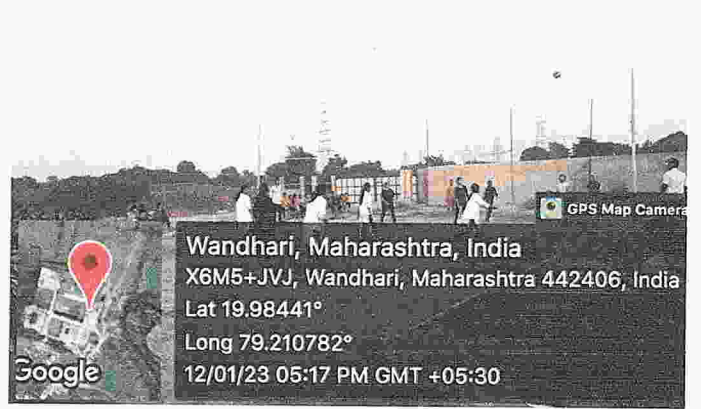 GPS Map Camera
Wandhari, Maharashtra, India
X6M5+JVJ, Wandhari, Maharashtra 442406, India
Lat 19.98441°
Long 79.210782°
12/01/23 05:17 PM GMT +05:30
Google